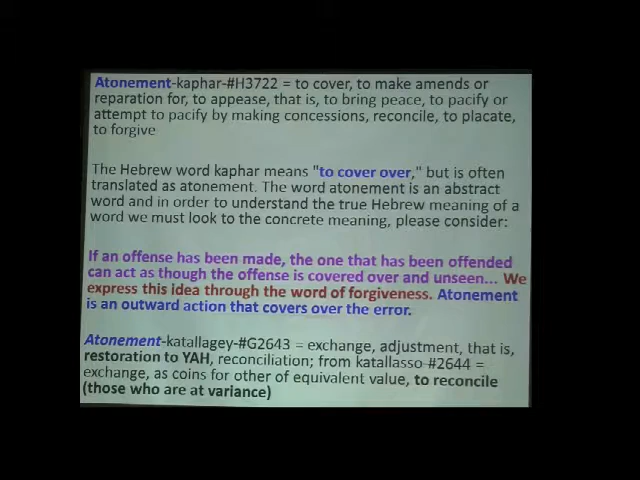 Atonement-kaphar-#H3722 = to cover, to make amends or
reparation for, to appease, that is, to bring peace, to pacify or
attempt to pacify by making concessions, reconcile, to placate,
to forgive
The Hebrew word kaphar means "to cover over," but is often
translated as atonement. The word atonement is an abstract
word and in order to understand the true Hebrew meaning of a
word we must look to the concrete meaning, please consider:
If an offense has been made, the one that has been offended
can act as though the offense is covered over and unseen... We
express this idea through the word of forgiveness. Atonement
is an outward action that covers over the error.
Atonement-katallagey-#G2643 = exchange, adjustment, that is,
restoration to YAH, reconciliation; from katallasso-#2644 =
exchange, as coins for other of equivalent value, to reconcile
(those who are at variance)